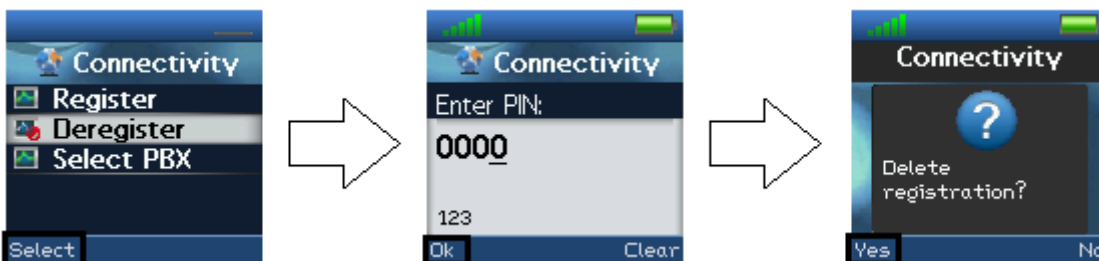 Connectivity
Register
Deregister
Select PBX
Select
Connectivity
Enter PIN:
0000
123
Ok Clear
Connectivity
?
Delete
registration?
Yes No